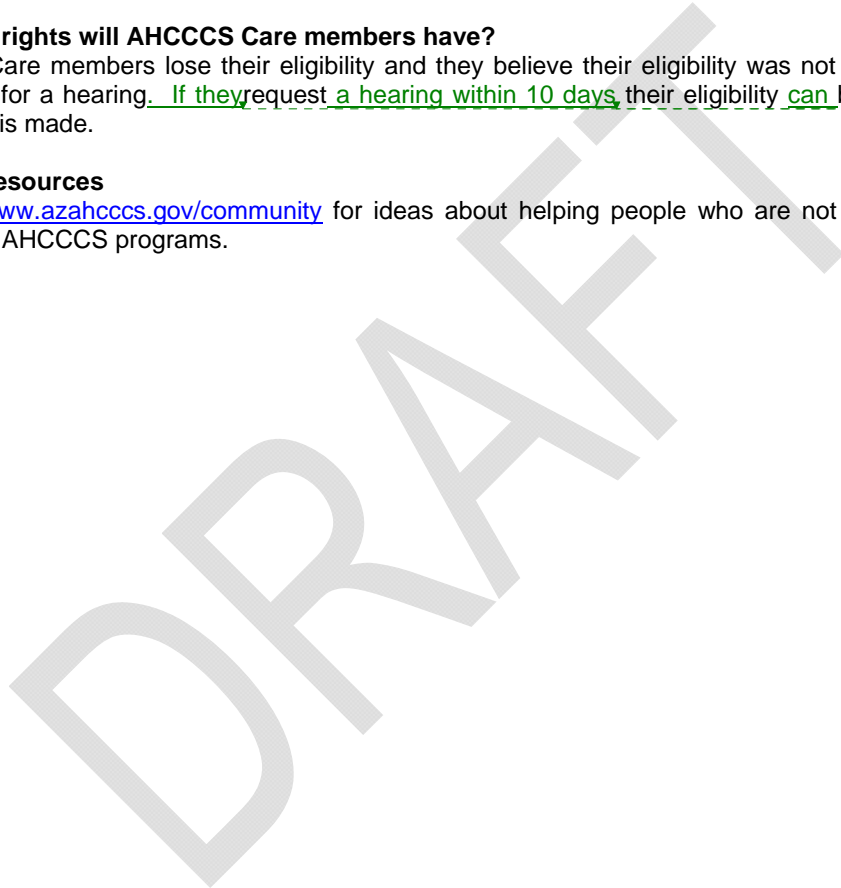 rights will AHCCCS Care members have?
Care members lose their eligibility and they believe their eligibility was not
for a hearing. If they request a hearing within 10 days, their eligibility can
is made.
esources
ww.azahcccs.gov/community for ideas about helping people who are not
AHCCCS programs.
DRAFT